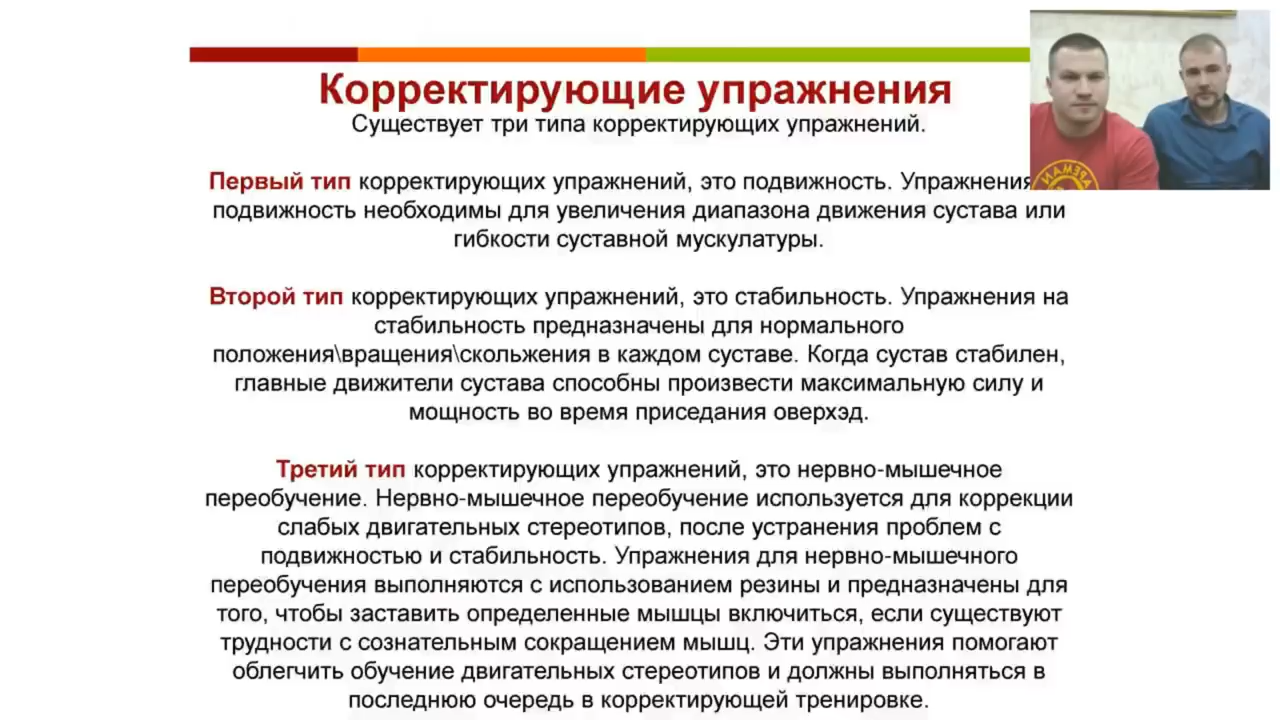 Корректирующие упражнения
Существует три типа корректирующих упражнений.
Первый тип корректирующих упражнений, это подвижность. Упражнения
подвижность необходимы для увеличения диапазона движения сустава или
гибкости суставной мускулатуры.
Второй тип корректирующих упражнений, это стабильность. Упражнения на
стабильность предназначены для нормального
положения\вращения\скольжения в каждом суставе. Когда сустав стабилен,
главные движители сустава способны произвести максимальную силу и
мощность во время приседания оверхэд.
Третий тип корректирующих упражнений, это нервно-мышечное
переобучение. Нервно-мышечное переобучение используется для коррекции
слабых двигательных стереотипов, после устранения проблем с
подвижностью и стабильность. Упражнения для нервно-мышечного
переобучения выполняются с использованием резины и предназначены для
того, чтобы заставить определенные мышцы включиться, если существуют
трудности с сознательным сокращением мышц. Эти упражнения помогают
облегчить обучение двигательных стереотипов и должны выполняться в
последнюю очередь в корректирующей тренировке.